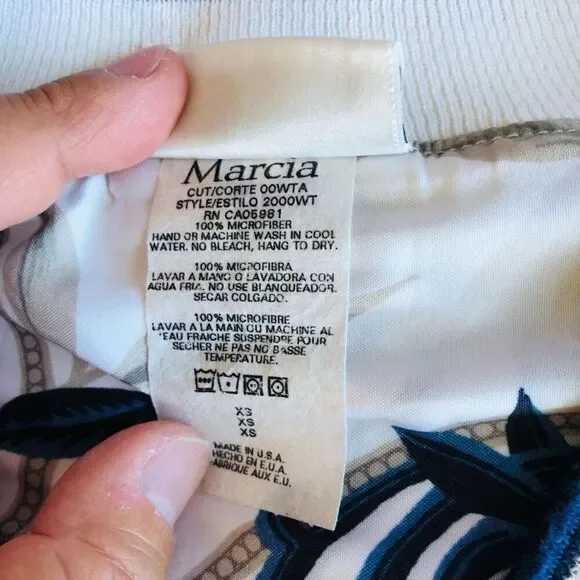 Marcia
CUT/CORTE 00WTA
STYLE/ESTILO 2000WT
RN CA05981
100% MICROFIBER
HAND OR MACHINE WASH IN COOL
WATER. NO BLEACH, HANG TO DRY.
100% MICROFIBRA
LAVAR A MANO O LAVADORA CON
AGUA FRIA. NO USE BLANQUEADOR.
SECAR COLGADO.
100% MICROFIBRE
LAVAR A LA MAIN OU MACHINE AL
'EAU FRAICHE SUSPENDRE POUR
SECHER NE PAS NG BASSE
TEMPERATURE.
XS
XS
XS
MADE IN U.S.A.
HECHO EN E.U.A.
FABRIQUE AUX E.U.